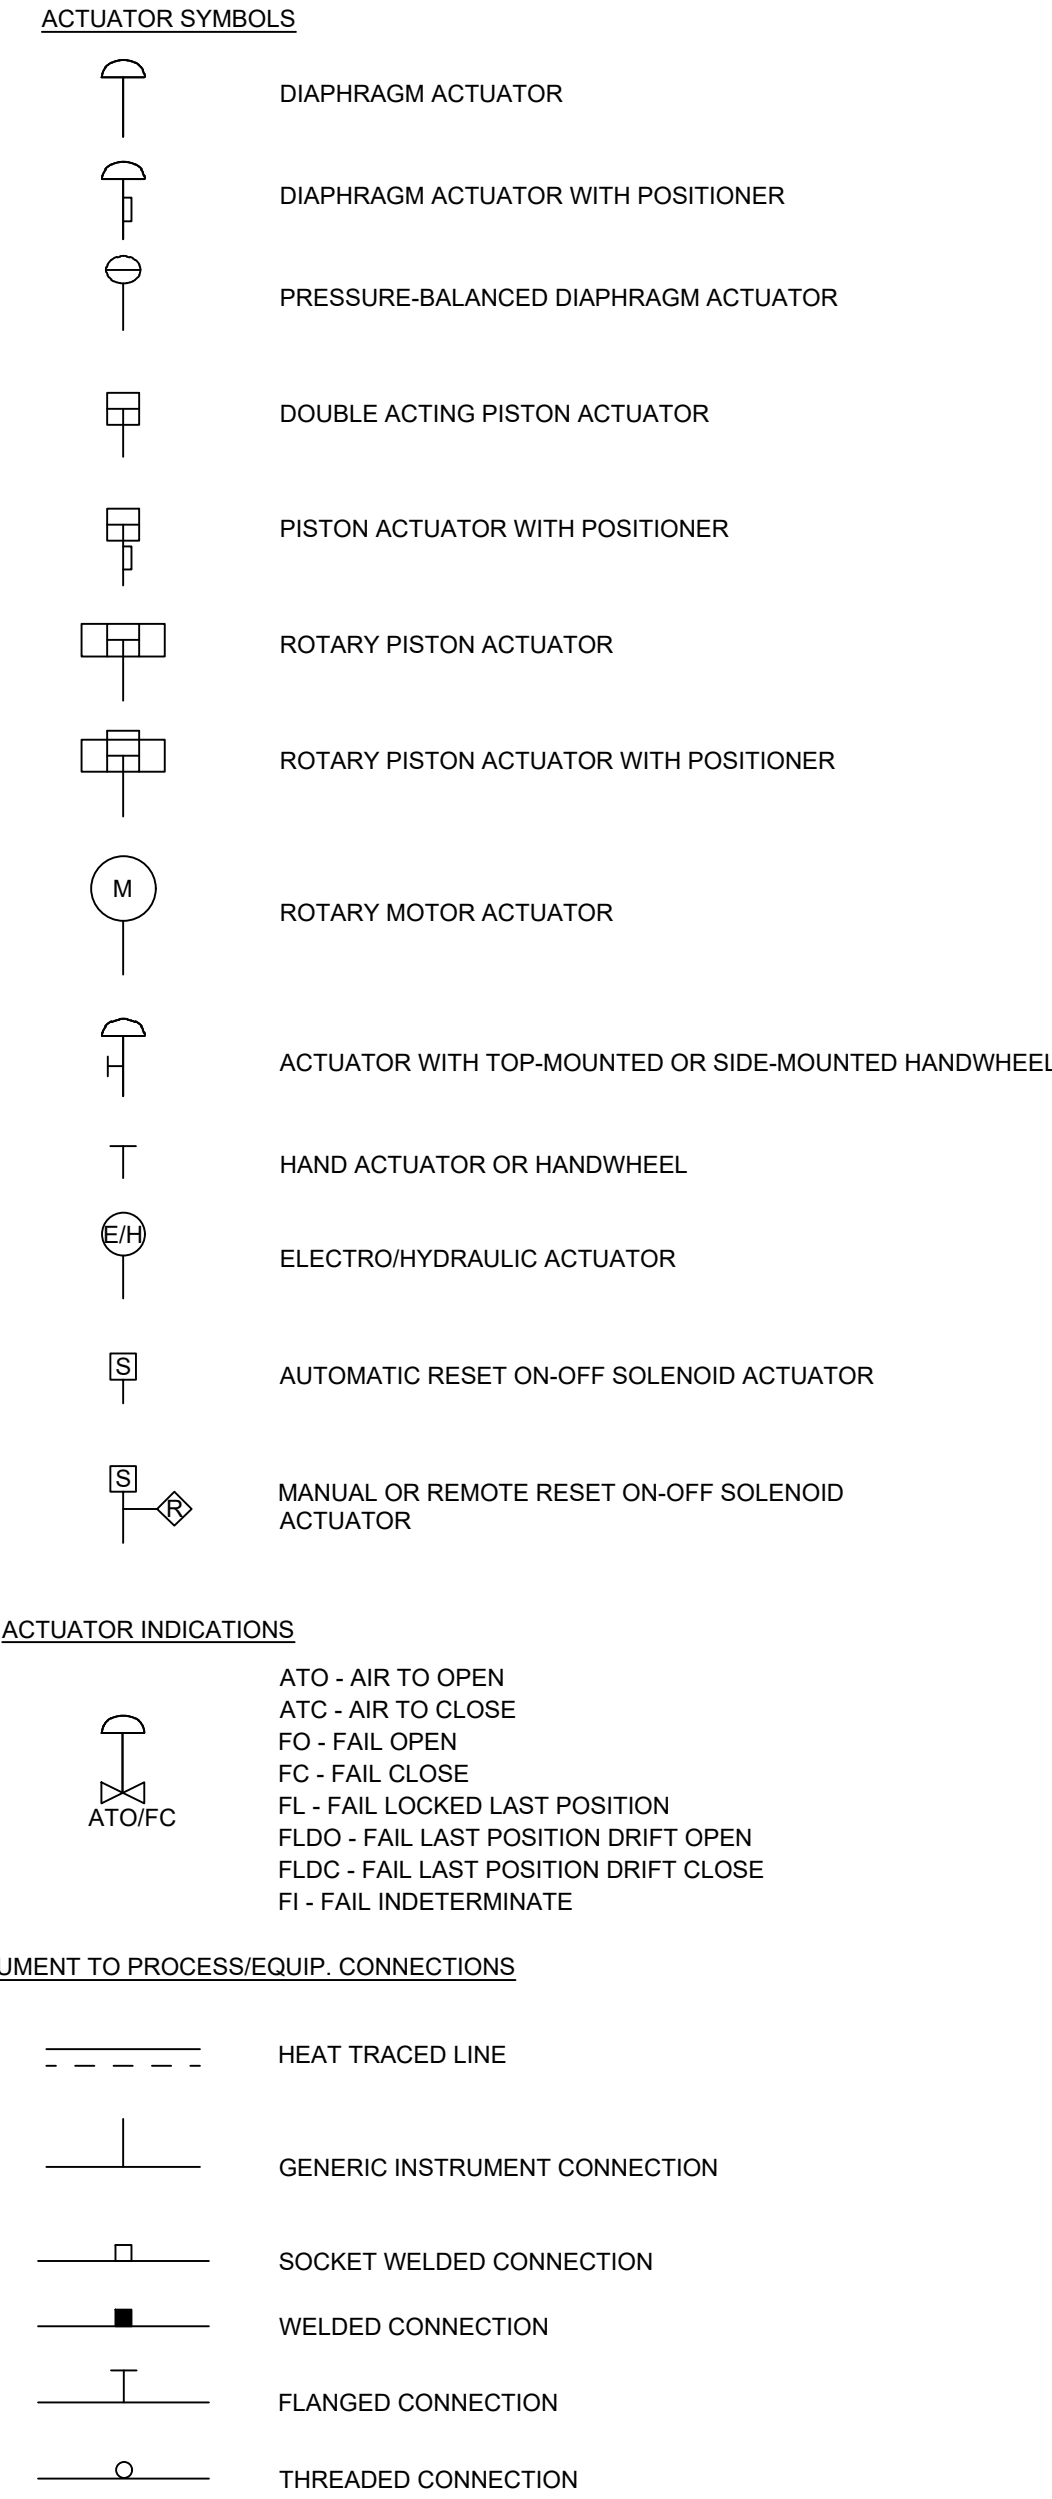 ACTUATOR SYMBOLS
DIAPHRAGM ACTUATOR
DIAPHRAGM ACTUATOR WITH POSITIONER
PRESSURE-BALANCED DIAPHRAGM ACTUATOR
DOUBLE ACTING PISTON ACTUATOR
PISTON ACTUATOR WITH POSITIONER
ROTARY PISTON ACTUATOR
ROTARY PISTON ACTUATOR WITH POSITIONER
M
ROTARY MOTOR ACTUATOR
ACTUATOR WITH TOP-MOUNTED OR SIDE-MOUNTED HANDWHEEL
HAND ACTUATOR OR HANDWHEEL
E/H
ELECTRO/HYDRAULIC ACTUATOR
S
AUTOMATIC RESET ON-OFF SOLENOID ACTUATOR
S
R
MANUAL OR REMOTE RESET ON-OFF SOLENOID
ACTUATOR
ACTUATOR INDICATIONS
ATO - AIR TO OPEN
ATC - AIR TO CLOSE
FO - FAIL OPEN
FC - FAIL CLOSE
FL - FAIL LOCKED LAST POSITION
ATO/FC
FLDO - FAIL LAST POSITION DRIFT OPEN
FLDC - FAIL LAST POSITION DRIFT CLOSE
FI - FAIL INDETERMINATE
UMENT TO PROCESS/EQUIP. CONNECTIONS
HEAT TRACED LINE
GENERIC INSTRUMENT CONNECTION
SOCKET WELDED CONNECTION
WELDED CONNECTION
FLANGED CONNECTION
THREADED CONNECTION